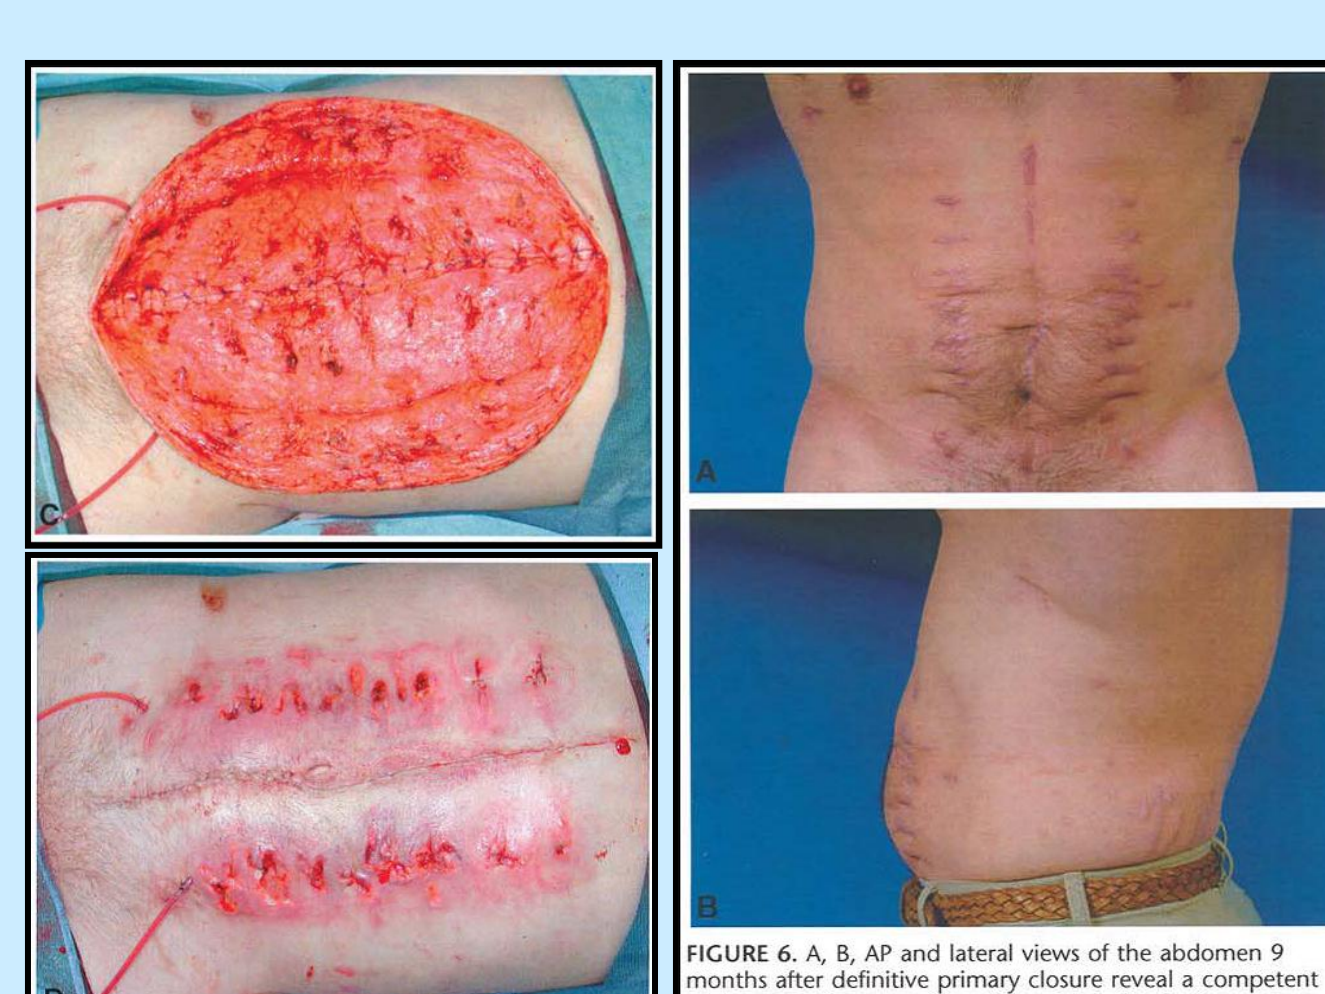 C
D
A
B
FIGURE 6. A, B, AP and lateral views of the abdomen 9
months after definitive primary closure reveal a competent